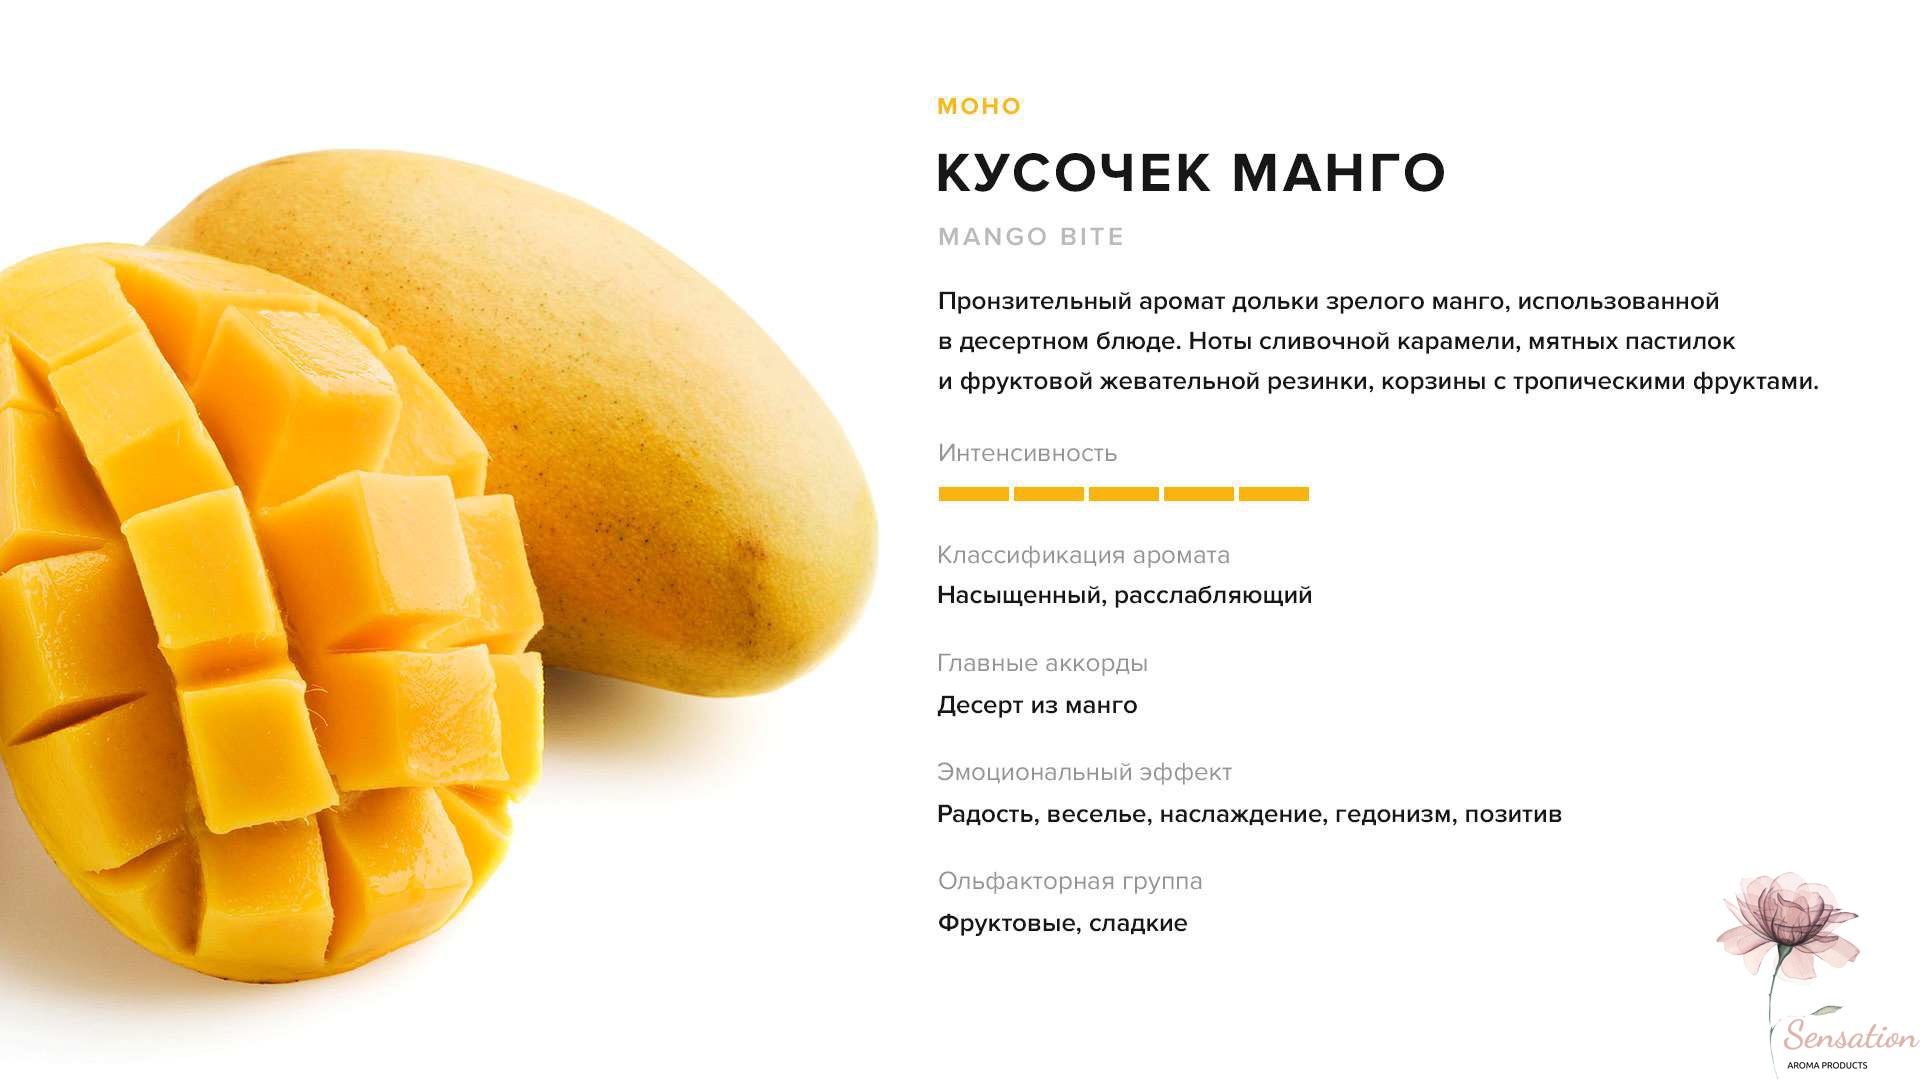 МОНО
КУСОЧЕК МАНГО
MANGO BITE
Пронзительный аромат дольки зрелого манго, использованной
в десертном блюде. Ноты сливочной карамели, мятных пастилок
и фруктовой жевательной резинки, корзины с тропическими фруктами.
Интенсивность
Классификация аромата
Насыщенный, расслабляющий
Главные аккорды
Десерт из манго
Эмоциональный эффект
Радость, веселье, наслаждение, гедонизм, позитив
Ольфакторная группа
Фруктовые, сладкие
Sensation
AROMA PRODUCTS